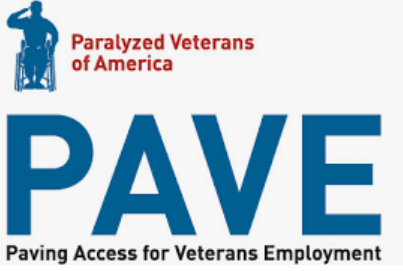 Paralyzed Veterans
of America
PAVE
Paving Access for Veterans Employment